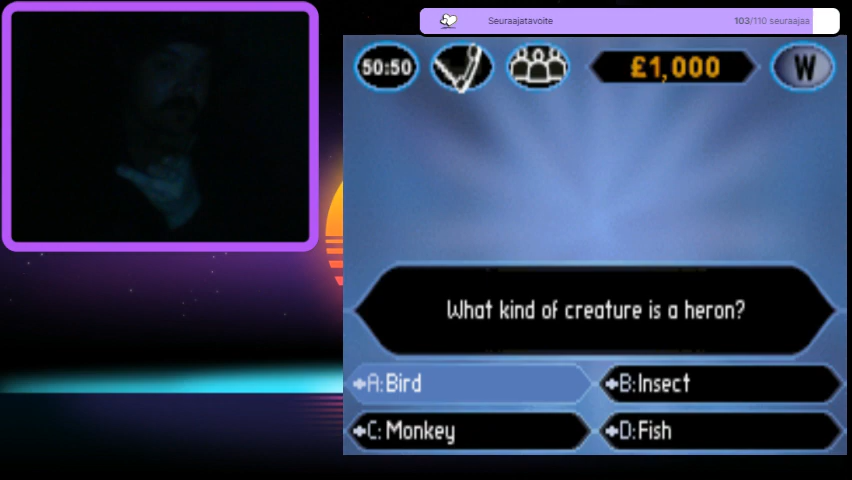 Seuraajatavoite 103/110 seuraajaa
50:50 £1,000 W
What kind of creature is a heron?
A: Bird B: Insect
C: Monkey D: Fish